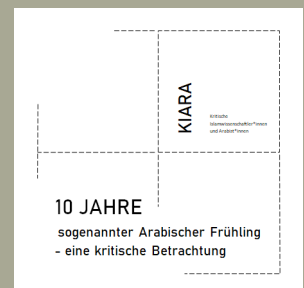 KIARA
Kritische
Islamwissenschaftler*innen
und Arabist*innen
10 JAHRE
sogenannter Arabischer Frühling
- eine kritische Betrachtung